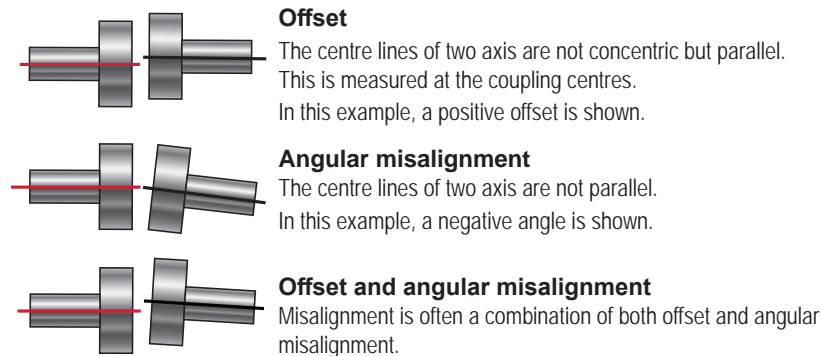 Offset
The centre lines of two axis are not concentric but parallel.
This is measured at the coupling centres.
In this example, a positive offset is shown.
Angular misalignment
The centre lines of two axis are not parallel.
In this example, a negative angle is shown.
Offset and angular misalignment
Misalignment is often a combination of both offset and angular
misalignment.